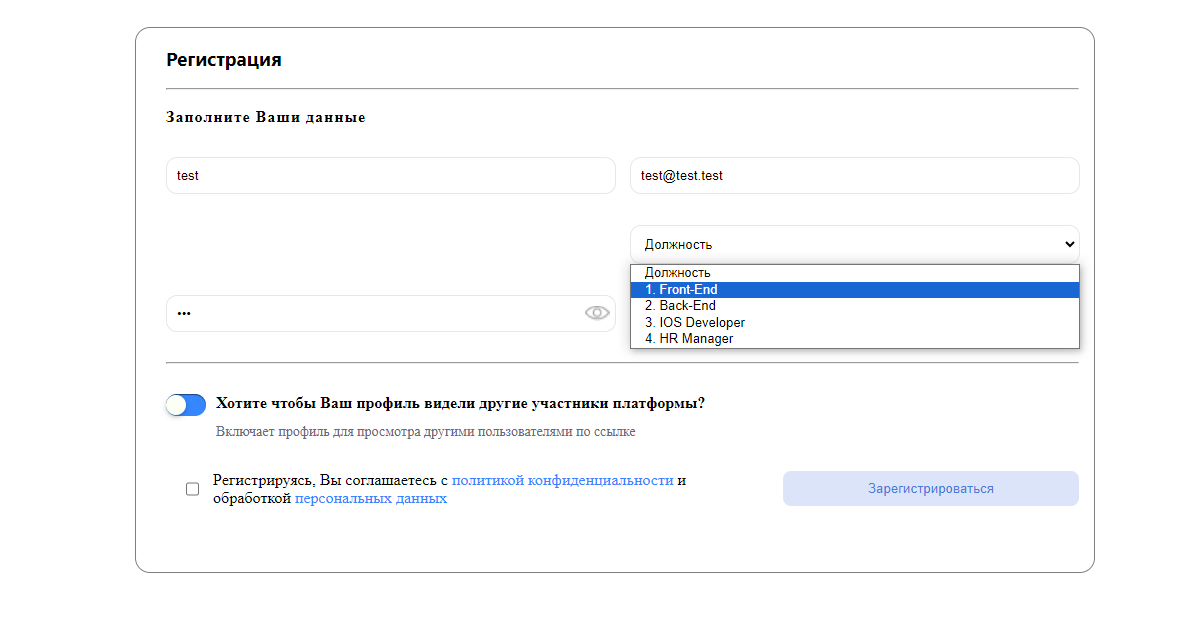 Регистрация
Заполните Ваши данные
test
test@test.test
Должность
Должность
1. Front-End
2. Back-End
3. IOS Developer
4. HR Manager
•••
Хотите чтобы Ваш профиль видели другие участники платформы?
Включает профиль для просмотра другими пользователями по ссылке
Регистрируясь, Вы соглашаетесь с политикой конфиденциальности и
обработкой персональных данных
Зарегистрироваться